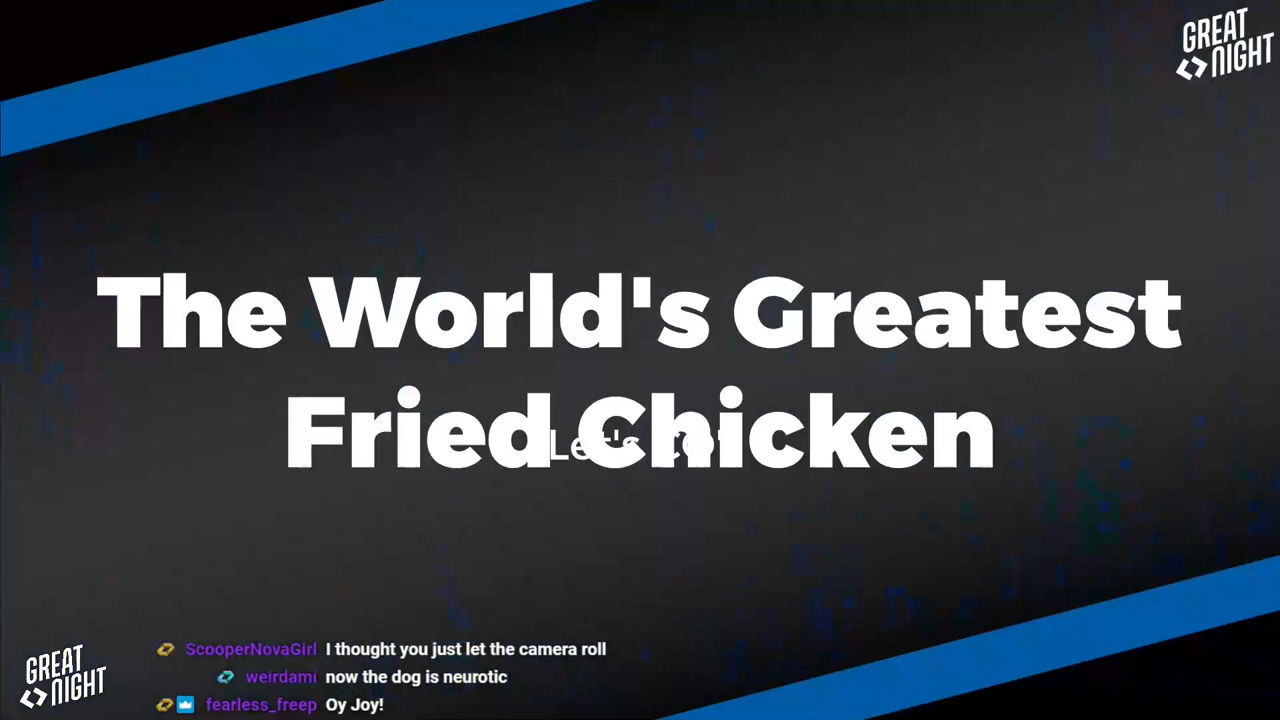 GREAT
NIGHT
The World's Greatest
Fried Chicken
Let's
GREAT
NIGHT
ScooperNovaGirl I thought you just let the camera roll
weirdami now the dog is neurotic
fearless_freep Oy Joy!